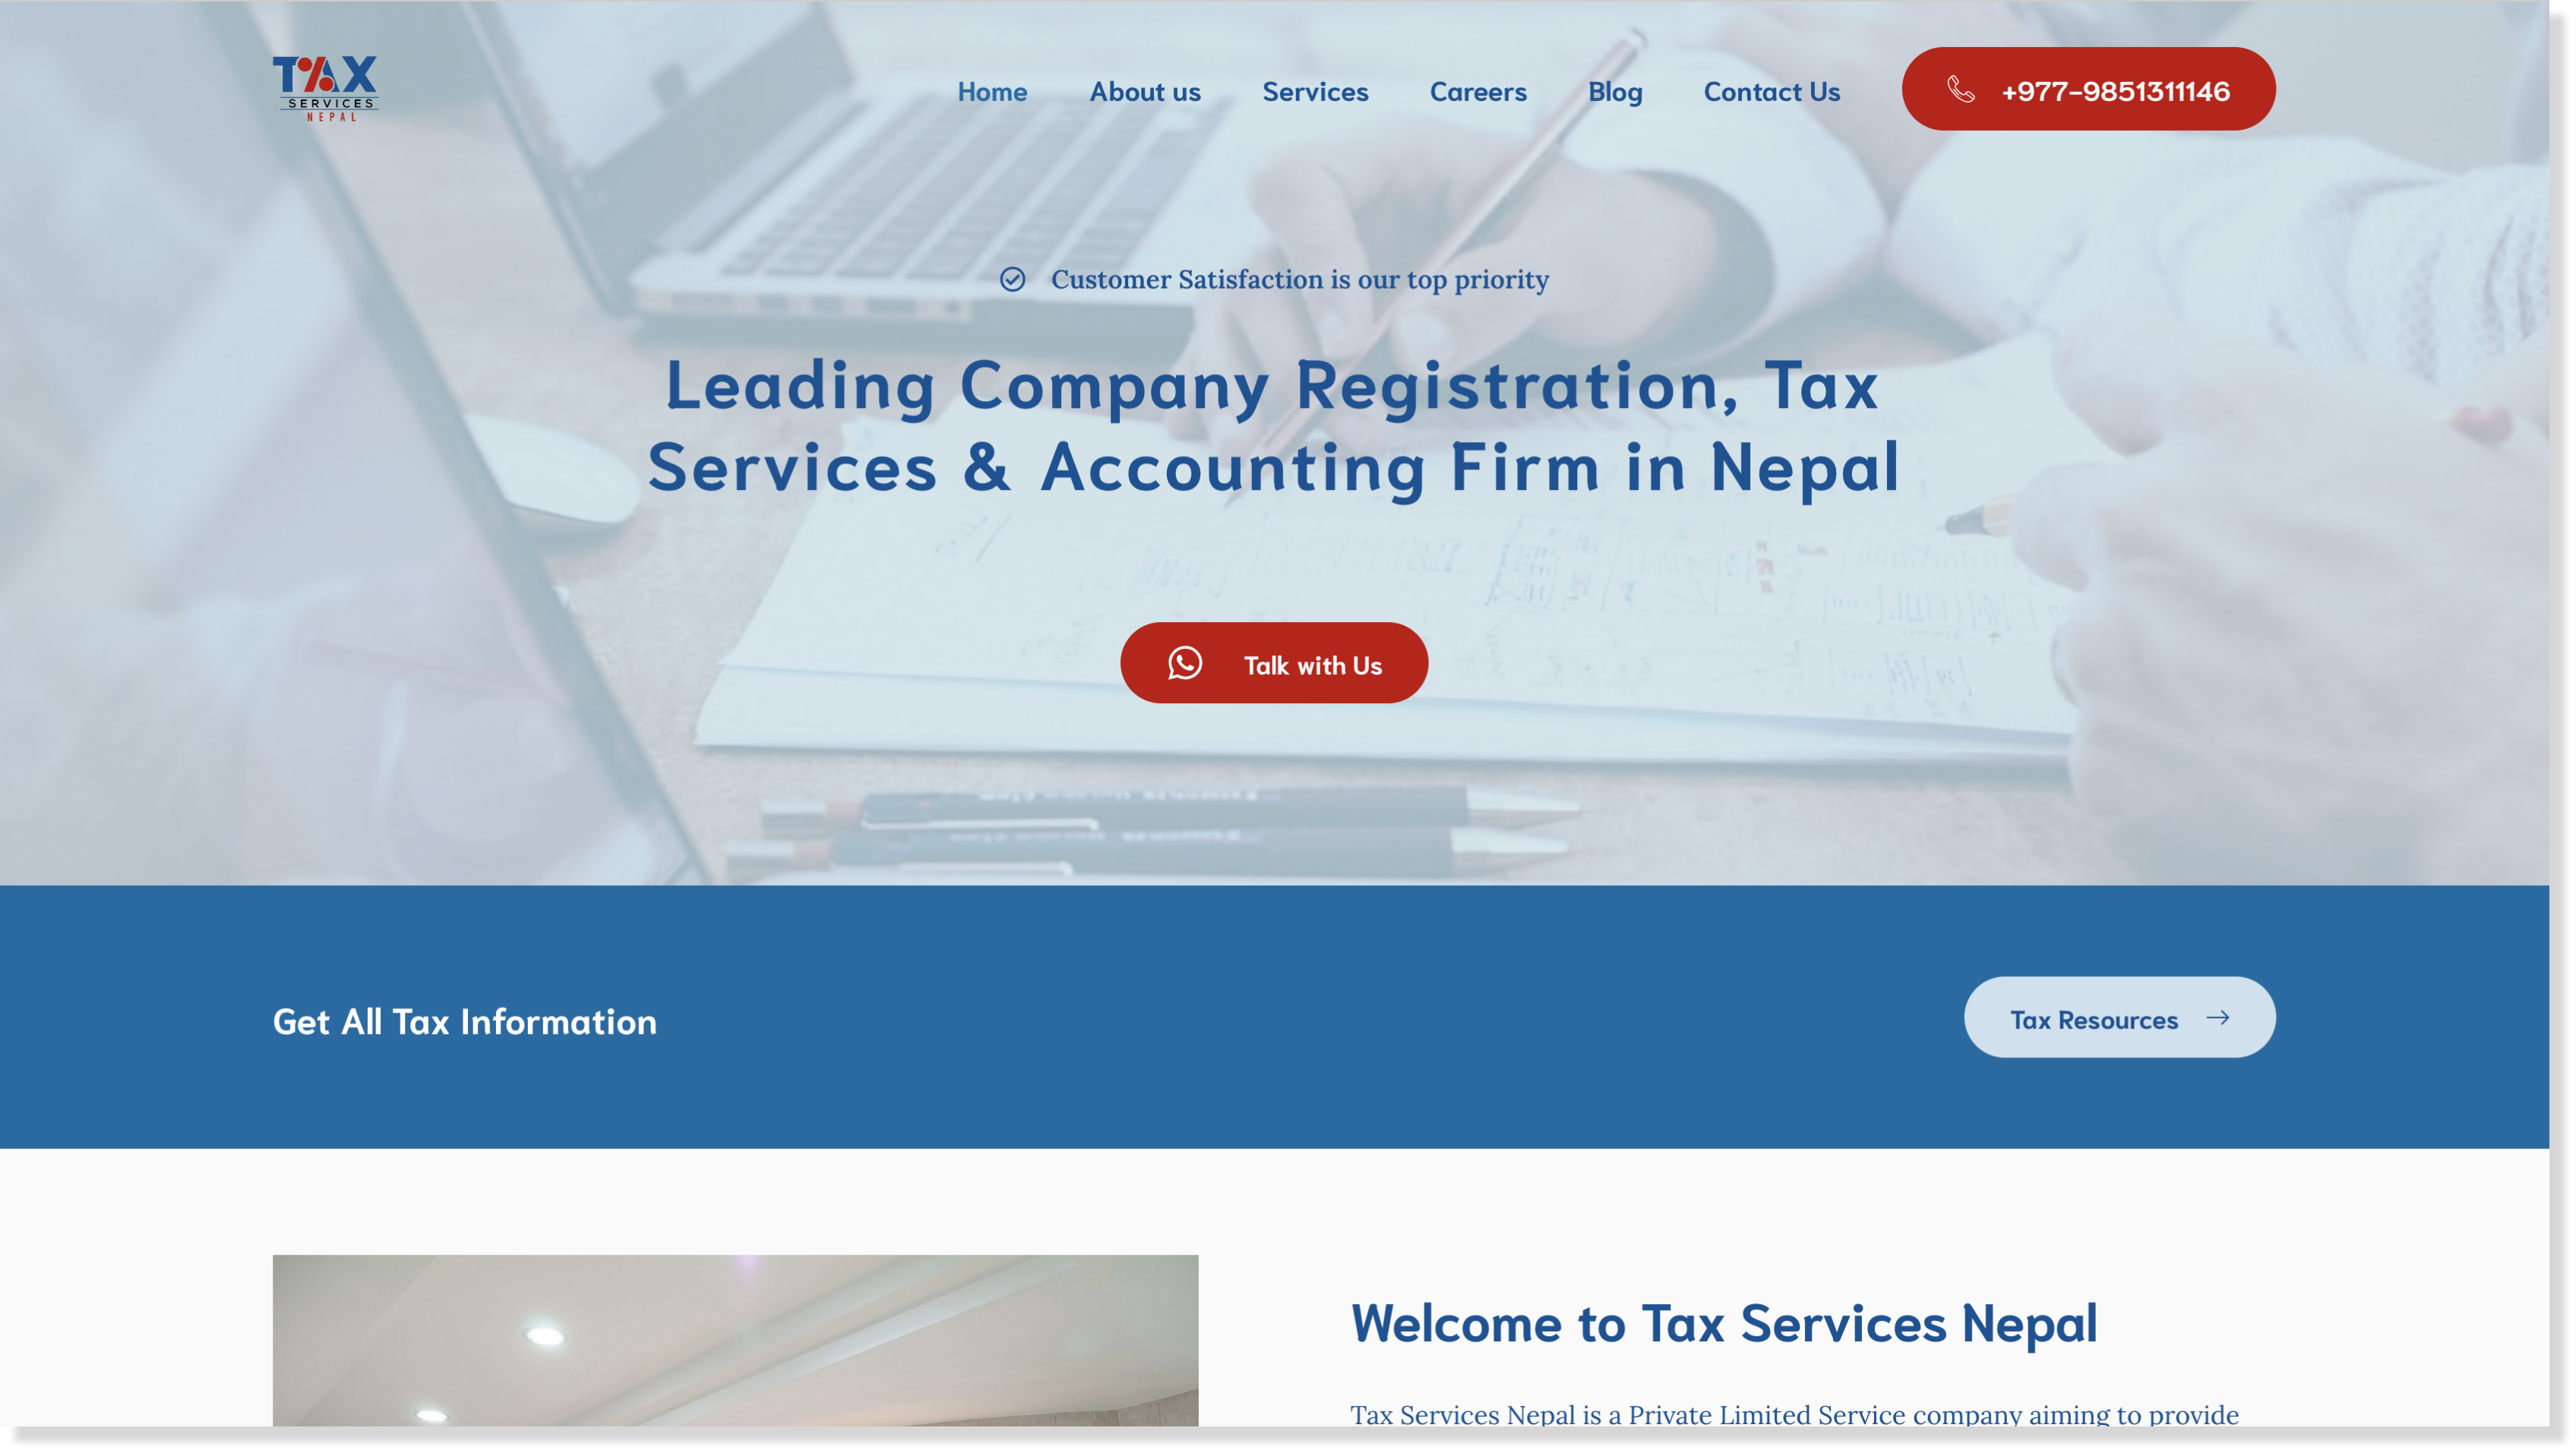 TAX
SERVICES
NEPAL
Home About us Services Careers Blog Contact Us +977-9851311146
Customer Satisfaction is our top priority
Leading Company Registration, Tax
Services & Accounting Firm in Nepal
Talk with Us
Get All Tax Information
Tax Resources
Welcome to Tax Services Nepal
Tax Services Nepal is a Private Limited Service company aiming to provide